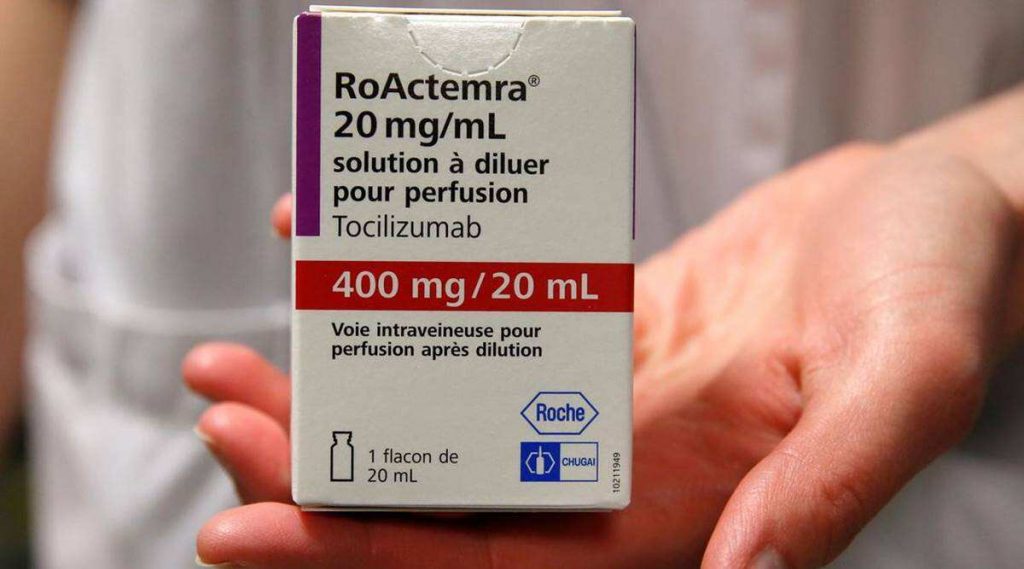 RoActemra®
20 mg/mL
solution à diluer
pour perfusion
Tocilizumab
400 mg/20 mL
Voie intraveineuse pour
perfusion après dilution
Roche
CHUGAI
1 flacon de
20 mL
10211949